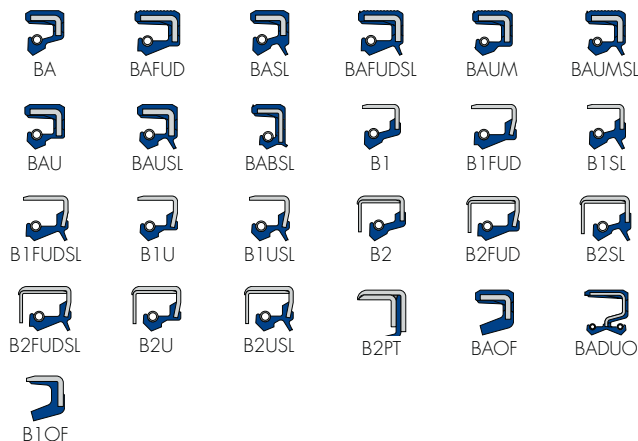 BA BAFUD BASL BAFUDSL BAUM BAUMSL
BAU BAUSL BABSL B1 B1FUD B1SL
B1FUDSL B1U B1USL B2 B2FUD B2SL
B2FUDSL B2U B2USL B2PT BAOF BADUO
B1OF